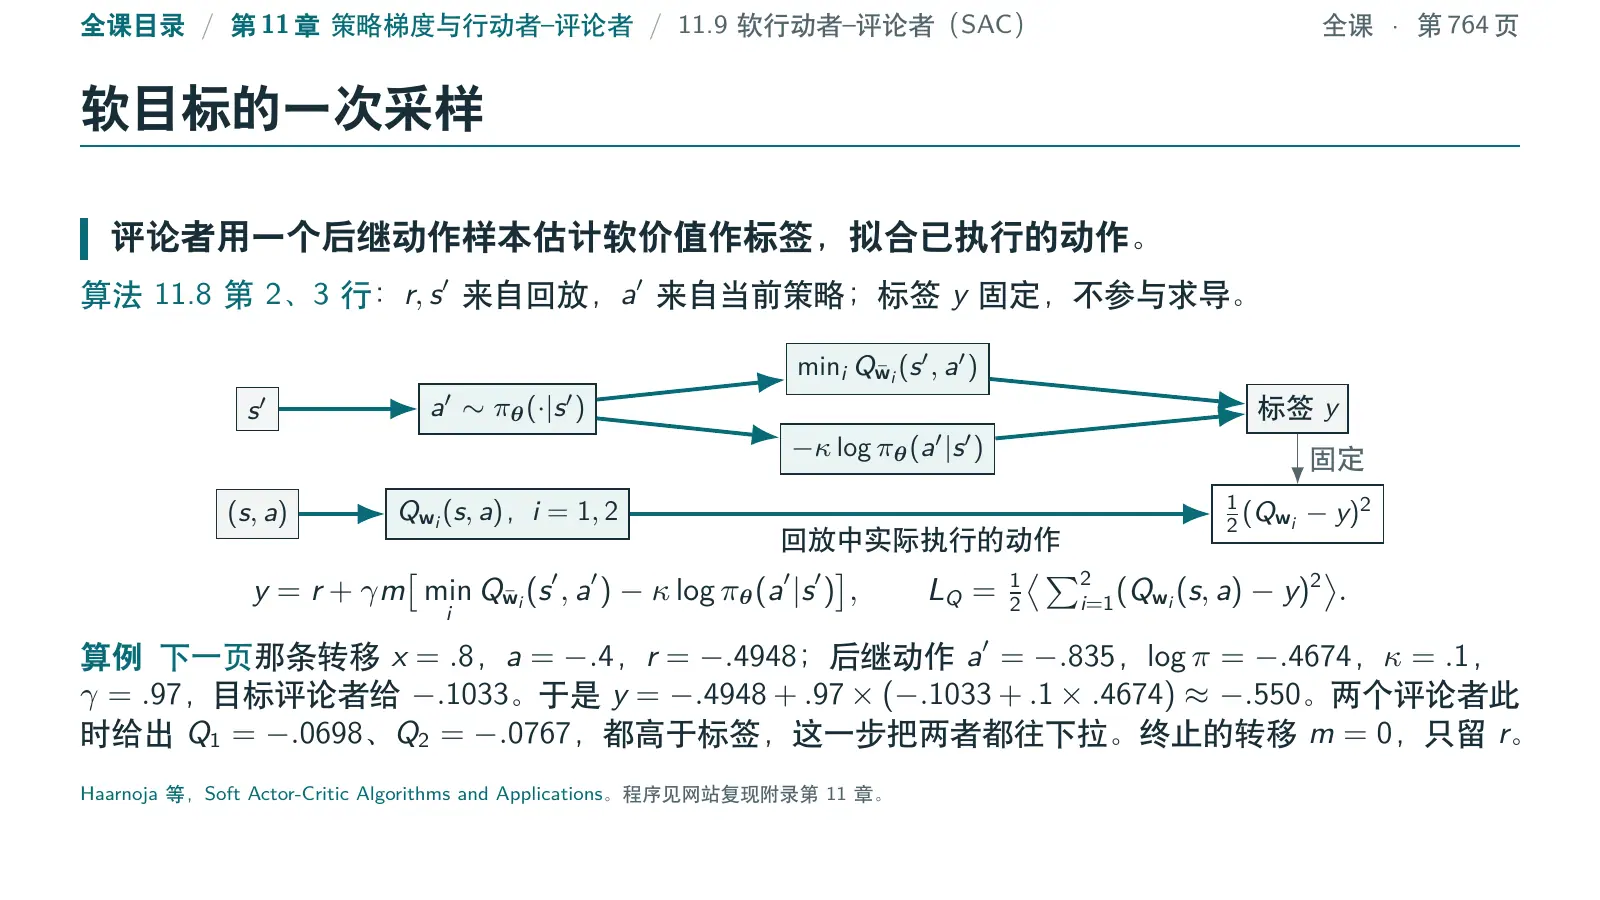 全课目录 / 第 11 章 策略梯度与行动者–评论者 / 11.9 软行动者–评论者（SAC） 全课 · 第 764 页
软目标的一次采样
评论者用一个后继动作样本估计软价值作标签，拟合已执行的动作。
算法 11.8 第 2、3 行：r, s′ 来自回放，a′ 来自当前策略；标签 y 固定，不参与求导。
min_i Q_{w̄_i}(s′, a′)
s′ a′ ∼ π_θ(·|s′) 标签 y
−κ log π_θ(a′|s′)
固定
(s, a) Q_{w_i}(s, a)，i = 1, 2 ½(Q_{w_i} − y)²
回放中实际执行的动作
y = r + γm[min_i Q_{w̄_i}(s′, a′) − κ log π_θ(a′|s′)], L_Q = ½⟨∑_{i=1}^{2}(Q_{w_i}(s, a) − y)²⟩.
算例 下一页那条转移 x = .8，a = −.4，r = −.4948；后继动作 a′ = −.835，log π = −.4674，κ = .1，
γ = .97，目标评论者给 −.1033。于是 y = −.4948 + .97 × (−.1033 + .1 × .4674) ≈ −.550。两个评论者此
时给出 Q₁ = −.0698、Q₂ = −.0767，都高于标签，这一步把两者都往下拉。终止的转移 m = 0，只留 r。
Haarnoja 等，Soft Actor-Critic Algorithms and Applications。程序见网站复现附录第 11 章。